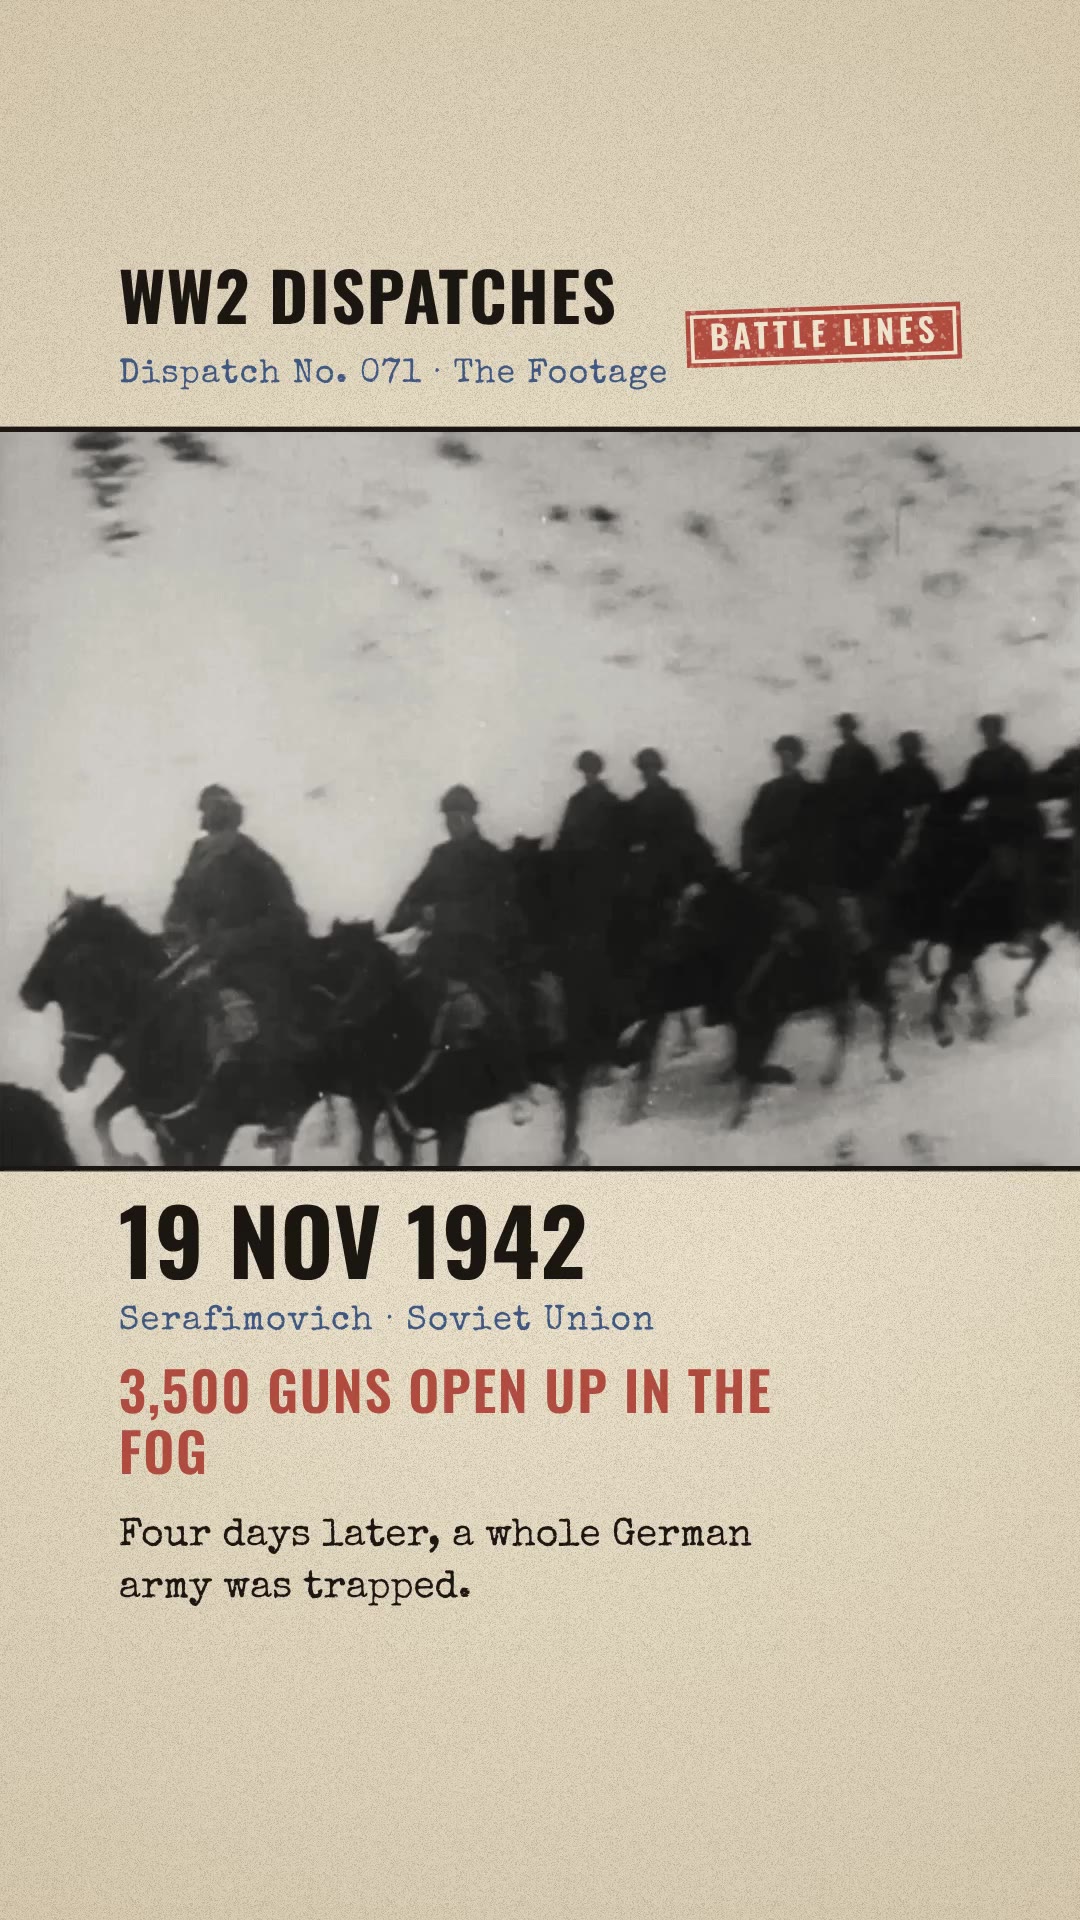 WW2 DISPATCHES
BATTLE LINES
Dispatch No. 071 · The Footage
19 NOV 1942
Serafimovich · Soviet Union
3,500 GUNS OPEN UP IN THE
FOG
Four days later, a whole German
army was trapped.